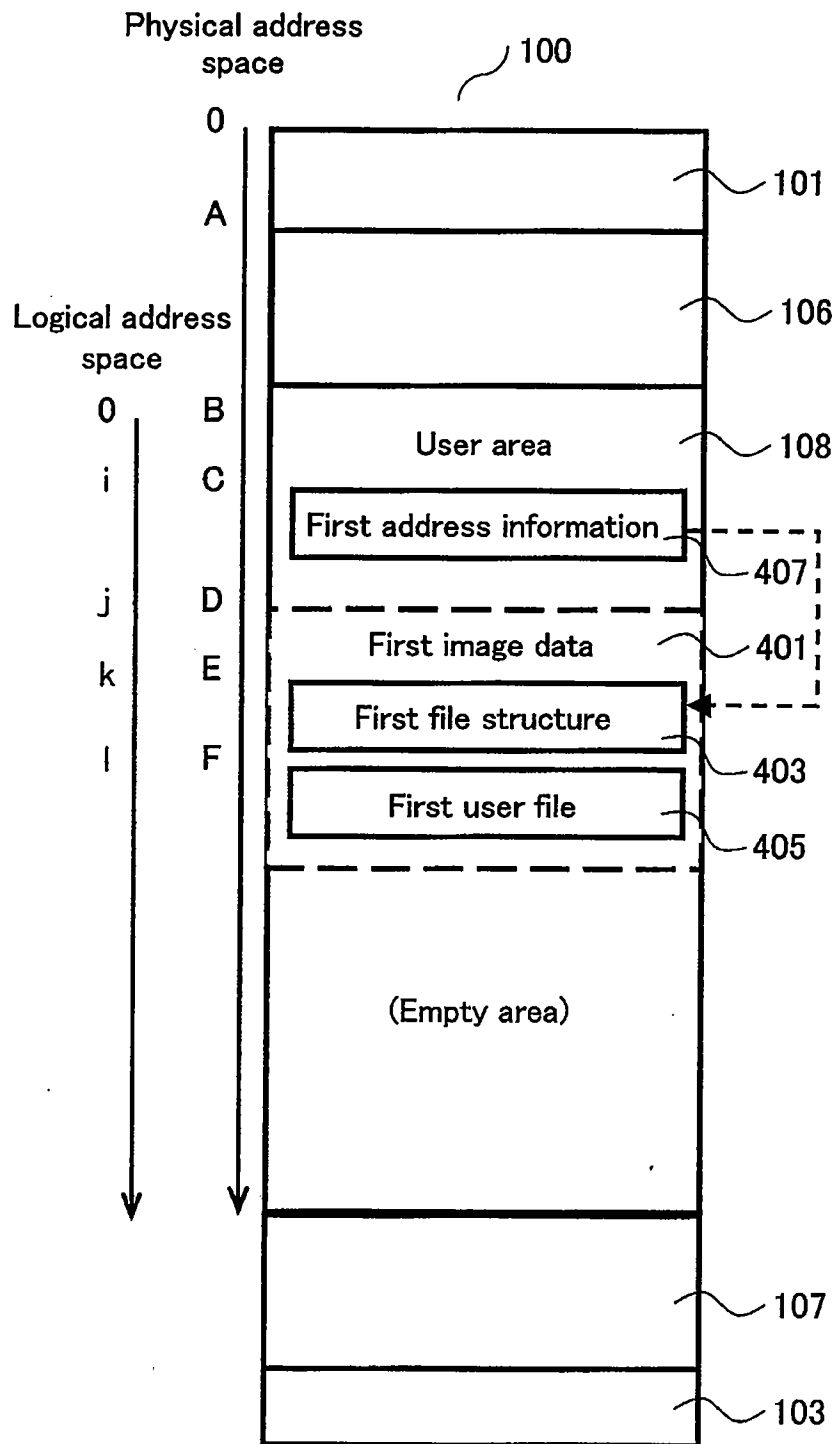 Physical address
space
100
0
101
A
106
Logical address
space
0
B
User area
108
i
C
First address information
407
j
D
First image data
401
k
E
First file structure
403
l
F
First user file
405
(Empty area)
107
103